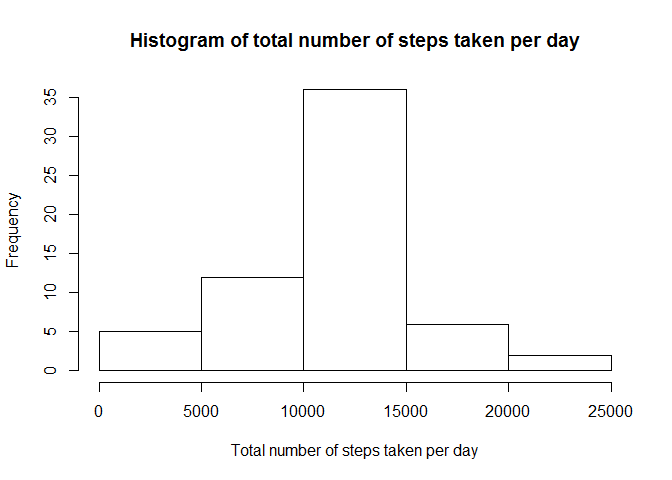 Histogram of total number of steps taken per day
Frequency
35
30
25
20
15
10
5
0
0 5000 10000 15000 20000 25000
Total number of steps taken per day